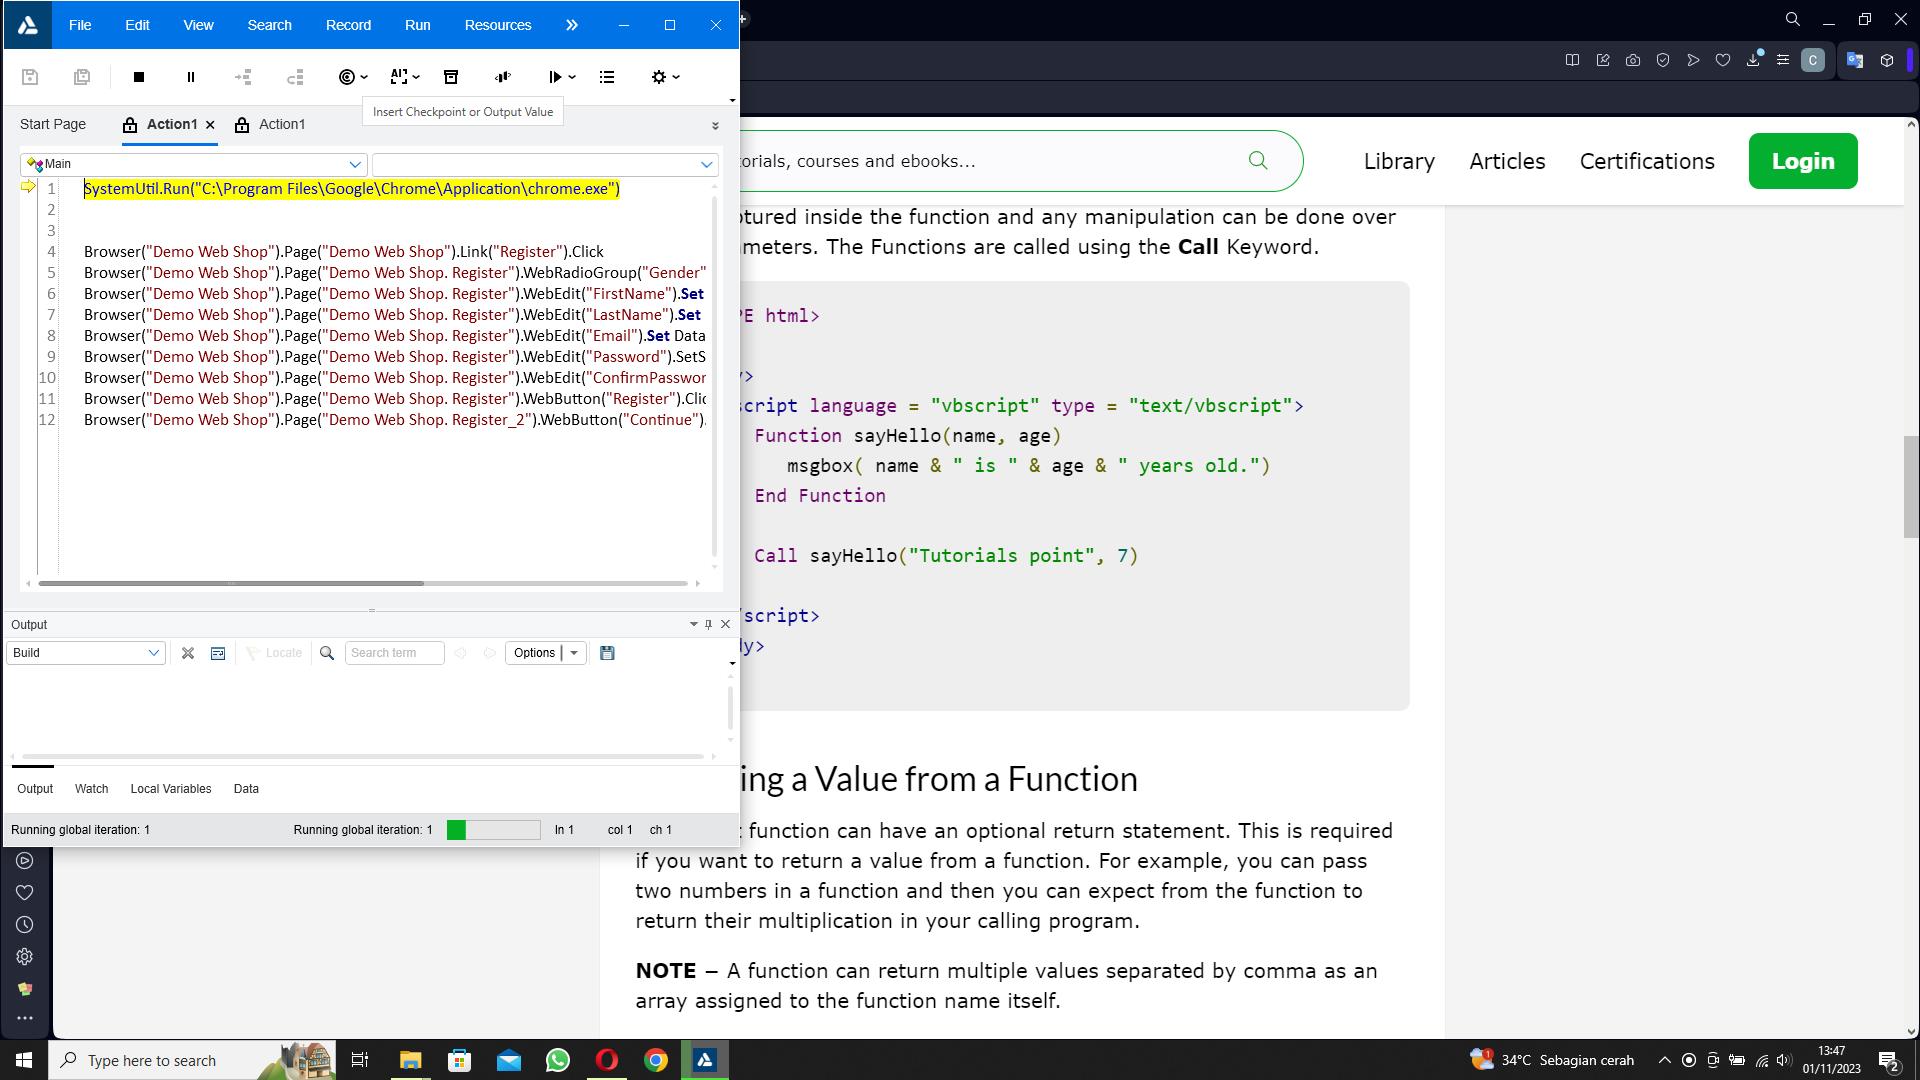 File Edit View Search Record Run Resources
Insert Checkpoint or Output Value
Start Page Action1 Action1
Main
1 SystemUtil.Run("C:\Program Files\Google\Chrome\Application\chrome.exe")
2
3
4 Browser("Demo Web Shop").Page("Demo Web Shop").Link("Register").Click
5 Browser("Demo Web Shop").Page("Demo Web Shop. Register").WebRadioGroup("Gender"
6 Browser("Demo Web Shop").Page("Demo Web Shop. Register").WebEdit("FirstName").Set
7 Browser("Demo Web Shop").Page("Demo Web Shop. Register").WebEdit("LastName").Set
8 Browser("Demo Web Shop").Page("Demo Web Shop. Register").WebEdit("Email").Set Data
9 Browser("Demo Web Shop").Page("Demo Web Shop. Register").WebEdit("Password").SetS
10 Browser("Demo Web Shop").Page("Demo Web Shop. Register").WebEdit("ConfirmPasswor
11 Browser("Demo Web Shop").Page("Demo Web Shop. Register").WebButton("Register").Clic
12 Browser("Demo Web Shop").Page("Demo Web Shop. Register_2").WebButton("Continue").
Output
Build Locate Search term Options
Output Watch Local Variables Data
Running global iteration: 1 Running global iteration: 1 ln 1 col 1 ch 1
C
orials, courses and ebooks... Library Articles Certifications Login
ptured inside the function and any manipulation can be done over
meters. The Functions are called using the Call Keyword.
PE html>
y>
script language = "vbscript" type = "text/vbscript">
Function sayHello(name, age)
msgbox( name & " is " & age & " years old.")
End Function
Call sayHello("Tutorials point", 7)
/script>
dy>
ing a Value from a Function
t function can have an optional return statement. This is required
if you want to return a value from a function. For example, you can pass
two numbers in a function and then you can expect from the function to
return their multiplication in your calling program.
NOTE − A function can return multiple values separated by comma as an
array assigned to the function name itself.
Type here to search
1 34°C Sebagian cerah
13:47
01/11/2023
2